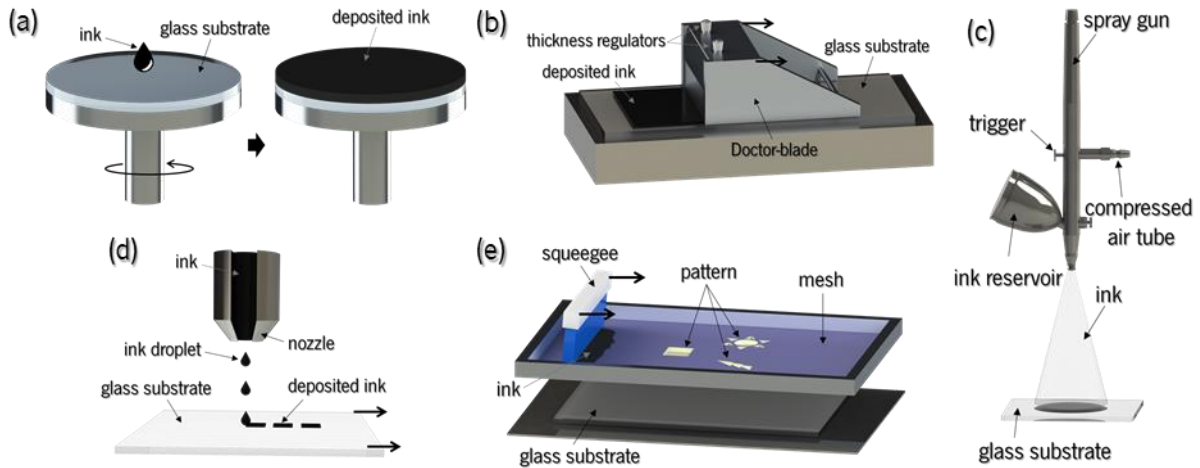 (a)
ink
glass substrate
deposited ink
(b)
thickness regulators
glass substrate
deposited ink
Doctor-blade
(c)
spray gun
trigger
compressed
air tube
ink reservoir
ink
glass substrate
(d)
ink
nozzle
ink droplet
glass substrate
deposited ink
(e)
squeegee
pattern
mesh
ink
glass substrate